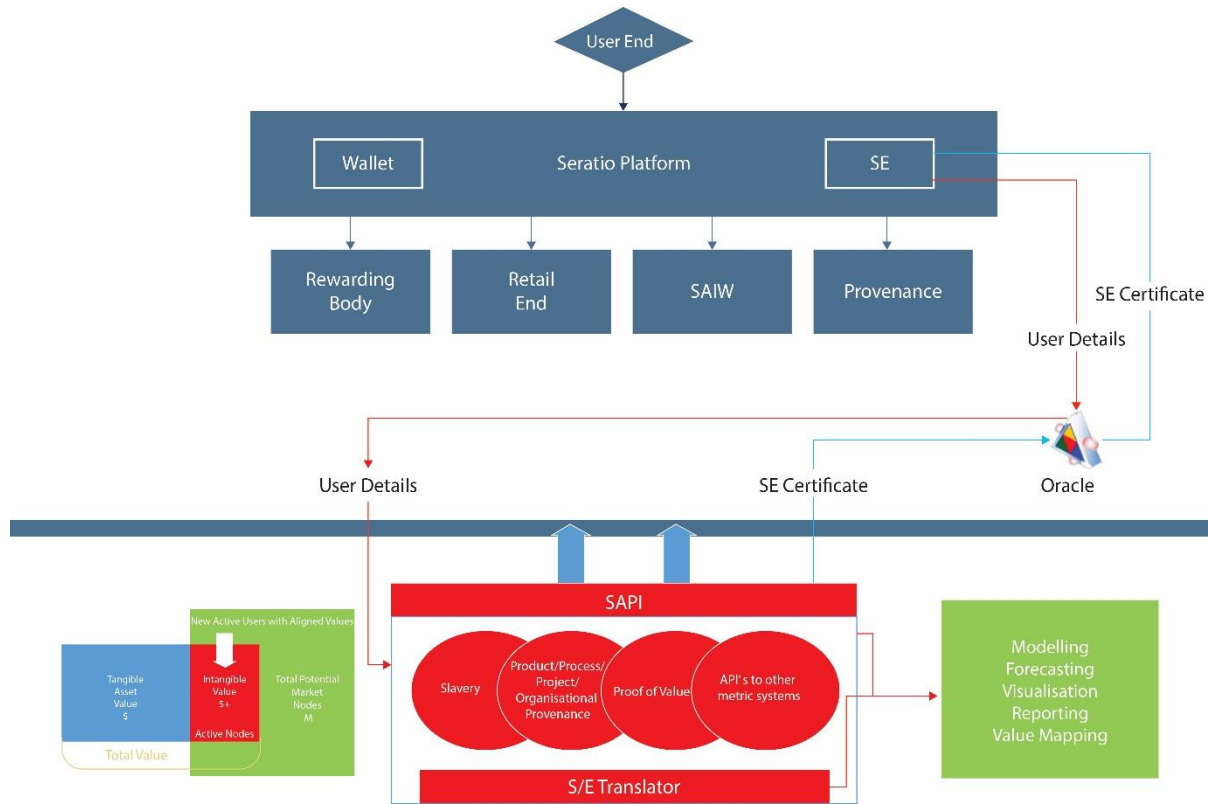 User End
Wallet
Seratio Platform
SE
Rewarding
Body
Retail
End
SAIW
Provenance
SE Certificate
User Details
User Details
SE Certificate
Oracle
SAPI
New Active Users with Aligned Values
Tangible
Asset
Value
$
Intangible
Value
S+
Active Nodes
Total Potential
Market
Nodes
M
Total Value
Slavery
Product/Process/
Project/
Organisational
Provenance
Proof of Value
API's to other
metric systems
S/E Translator
Modelling
Forecasting
Visualisation
Reporting
Value Mapping